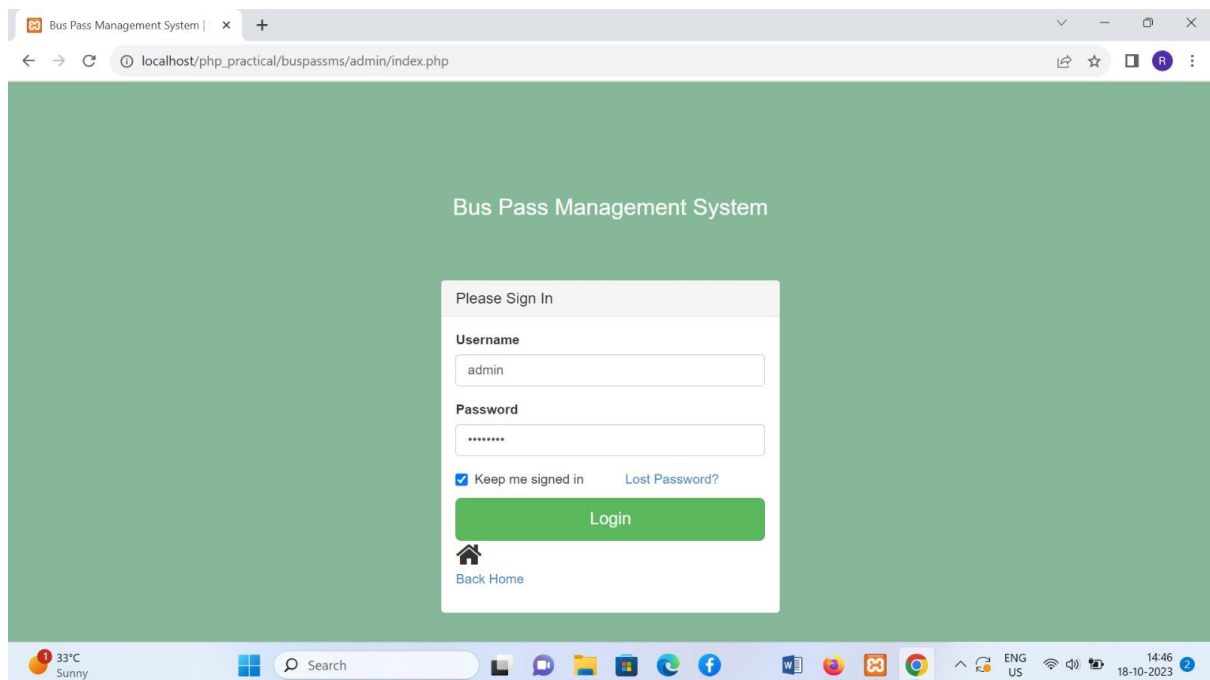 Bus Pass Management System |
localhost/php_practical/buspassms/admin/index.php
R
Bus Pass Management System
Please Sign In
Username
admin
Password
••••••••
Keep me signed in Lost Password?
Login
Back Home
1
33°C
Sunny
Search
ENG
US
14:46
18-10-2023
2